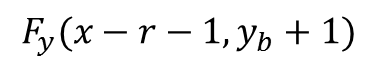 F_y(x − r − 1, y_b + 1)